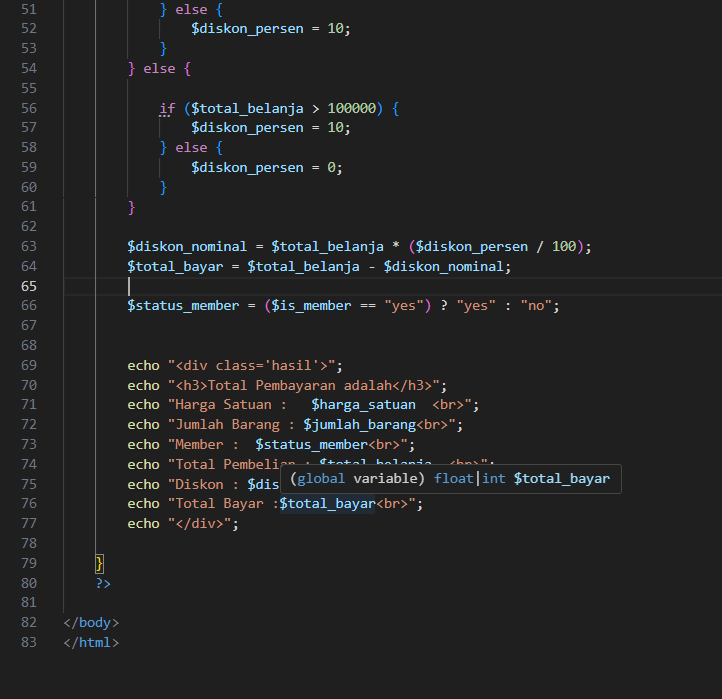 51 } else {
52 $diskon_persen = 10;
53 }
54 } else {
55
56 if ($total_belanja > 100000) {
57 $diskon_persen = 10;
58 } else {
59 $diskon_persen = 0;
60 }
61 }
62
63 $diskon_nominal = $total_belanja * ($diskon_persen / 100);
64 $total_bayar = $total_belanja - $diskon_nominal;
65
66 $status_member = ($is_member == "yes") ? "yes" : "no";
67
68
69 echo "<div class='hasil'>";
70 echo "<h3>Total Pembayaran adalah</h3>";
71 echo "Harga Satuan :   $harga_satuan  <br>";
72 echo "Jumlah Barang : $jumlah_barang<br>";
73 echo "Member :  $status_member<br>";
74 echo "Total Pembelian : $total_belanja  <br>";
75 echo "Diskon : $dis
(global variable) float|int $total_bayar
76 echo "Total Bayar :$total_bayar<br>";
77 echo "</div>";
78
79 }
80 ?>
81
82 </body>
83 </html>